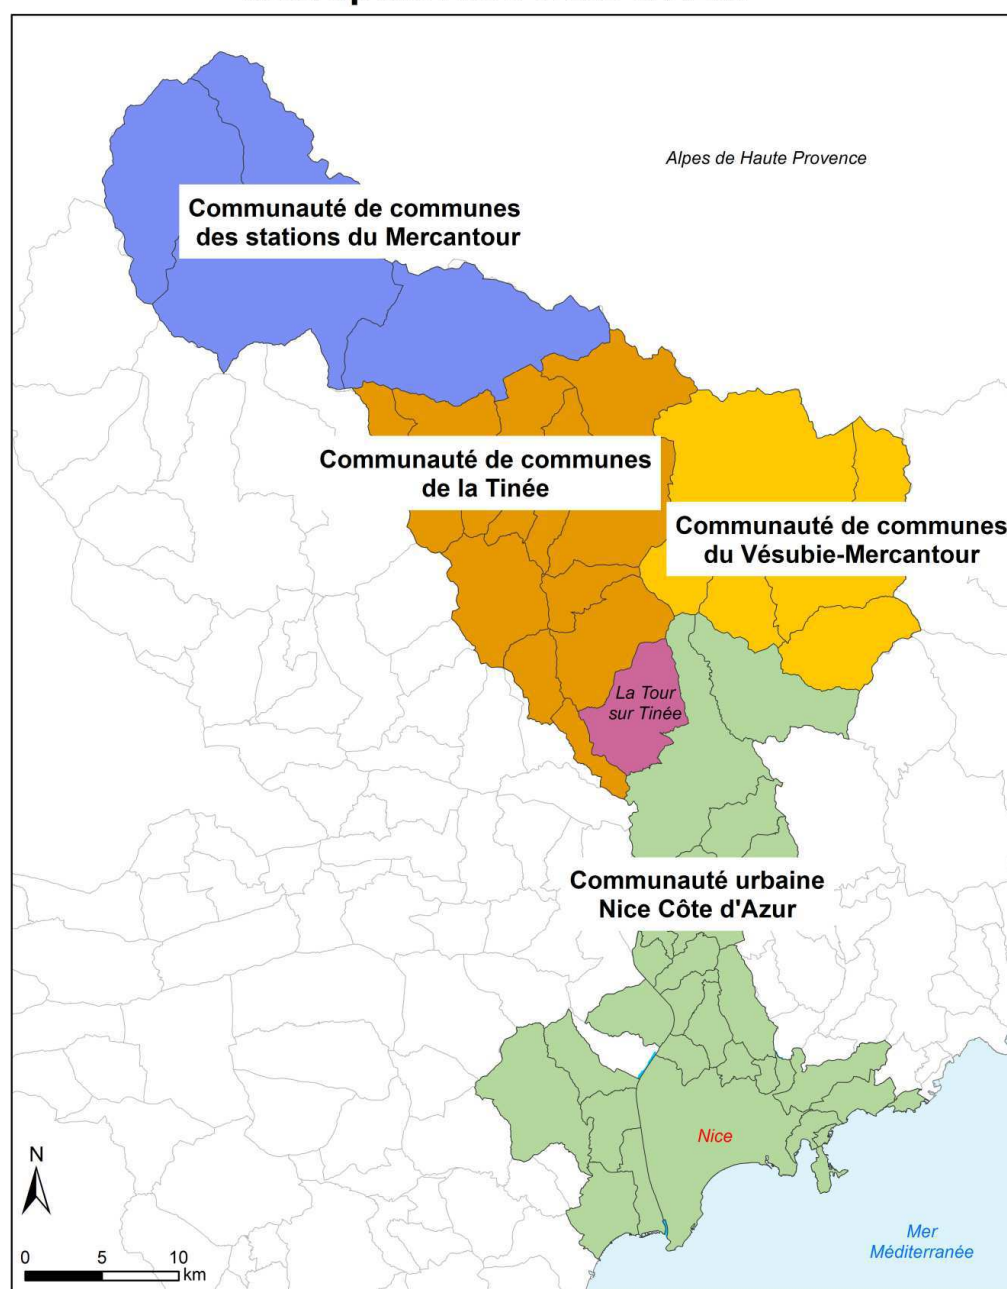 Alpes de Haute Provence
Communauté de communes
des stations du Mercantour
Communauté de communes
de la Tinée
Communauté de communes
du Vésubie-Mercantour
La Tour
sur Tinée
Communauté urbaine
Nice Côte d'Azur
Nice
N
0 5 10
km
Mer
Méditerranée